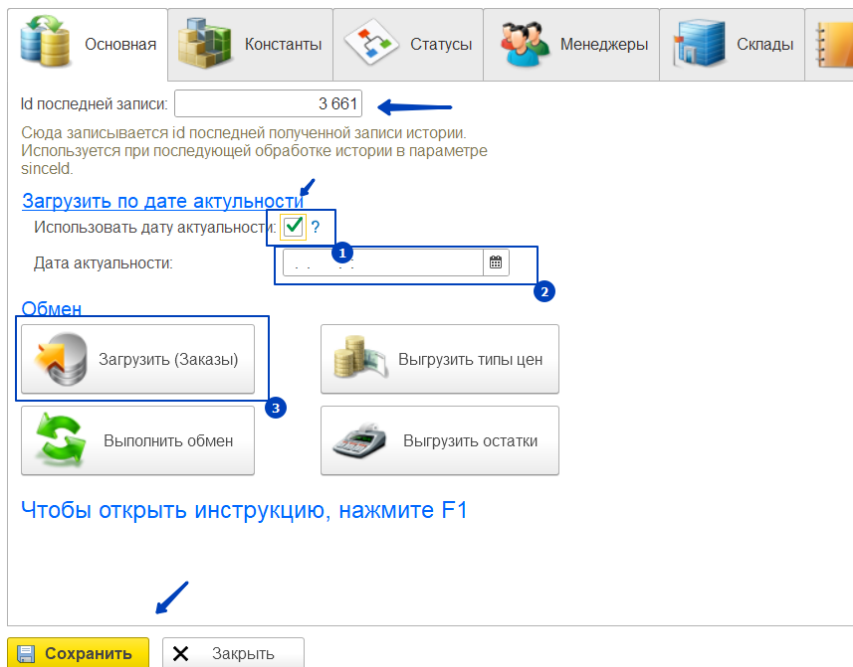 Основная
Константы
Статусы
Менеджеры
Склады
Id последней записи: 3 661
Сюда записывается id последней полученной записи истории.
Используется при последующей обработке истории в параметре
sinceId.
Загрузить по дате актульности
Использовать дату актуальности: ?
1
Дата актуальности: . . : :
2
Обмен
Загрузить (Заказы)
Выгрузить типы цен
3
Выполнить обмен
Выгрузить остатки
Чтобы открыть инструкцию, нажмите F1
Сохранить
Закрыть